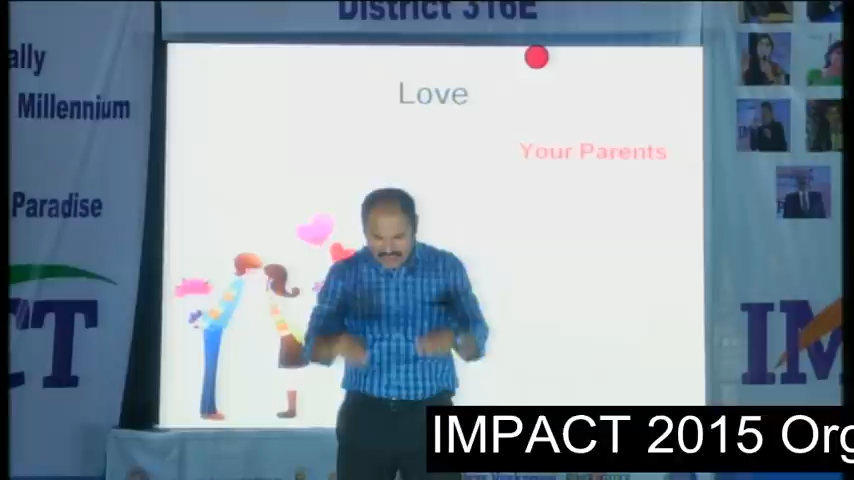 District 316E
ally
Millennium
Paradise
Love
Your Parents
CT
IM
IMPACT 2015 Org